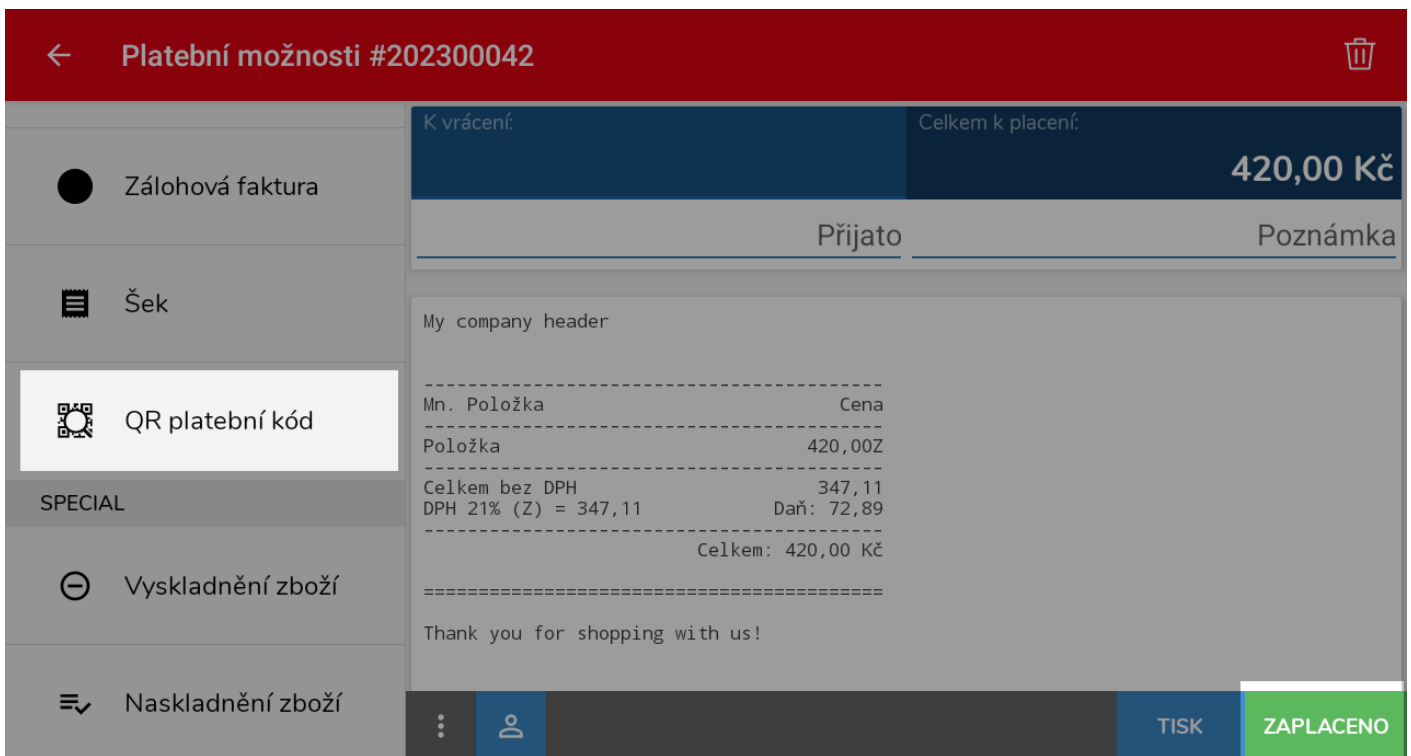 Platební možnosti #202300042
Zálohová faktura
Šek
QR platební kód
SPECIAL
Vyskladnění zboží
Naskladnění zboží
K vrácení:
Celkem k placení:
420,00 Kč
Přijato
Poznámka
My company header
------------------------------------------
Mn. Položka Cena
------------------------------------------
Položka 420,00Z
------------------------------------------
Celkem bez DPH 347,11
DPH 21% (Z) = 347,11 Daň: 72,89
------------------------------------------
Celkem: 420,00 Kč
==========================================
Thank you for shopping with us!
TISK
ZAPLACENO